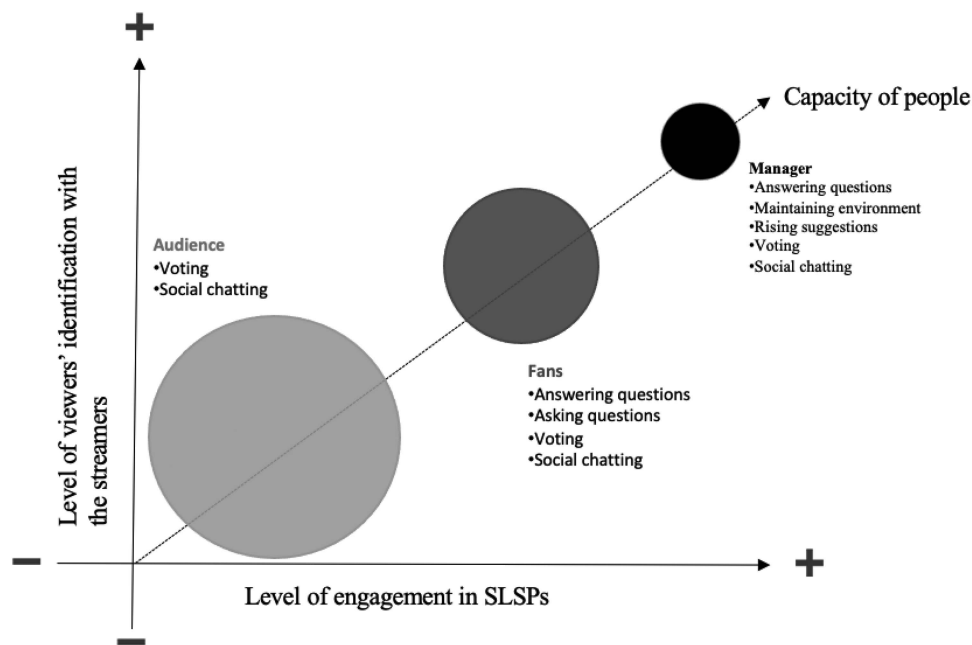 +
Capacity of people
Manager
•Answering questions
•Maintaining environment
•Rising suggestions
•Voting
•Social chatting
Audience
•Voting
•Social chatting
Fans
•Answering questions
•Asking questions
•Voting
•Social chatting
Level of viewers' identification with
the streamers
−
+
Level of engagement in SLSPs
−